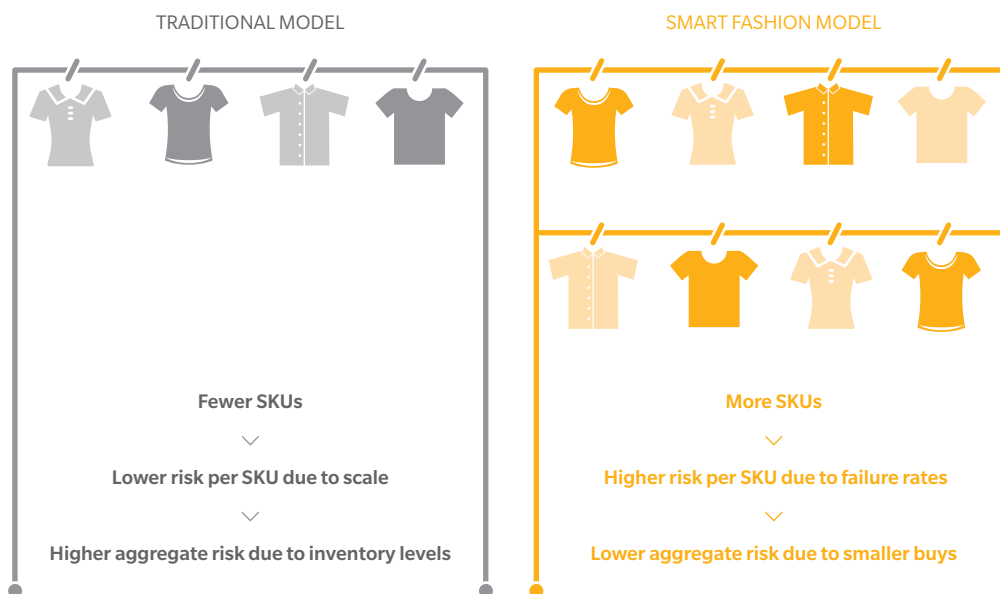 TRADITIONAL MODEL
Fewer SKUs
Lower risk per SKU due to scale
Higher aggregate risk due to inventory levels
SMART FASHION MODEL
More SKUs
Higher risk per SKU due to failure rates
Lower aggregate risk due to smaller buys